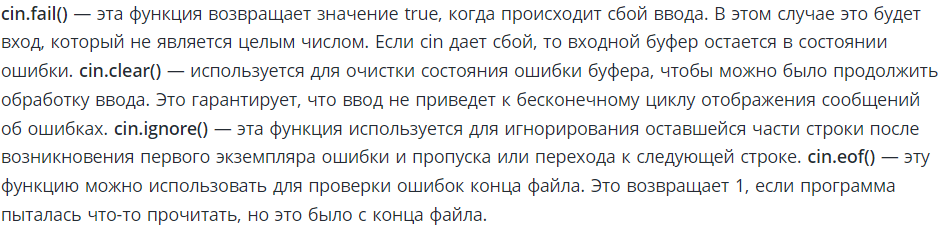 cin.fail() — эта функция возвращает значение true, когда происходит сбой ввода. В этом случае это будет
вход, который не является целым числом. Если cin дает сбой, то входной буфер остается в состоянии
ошибки. cin.clear() — используется для очистки состояния ошибки буфера, чтобы можно было продолжить
обработку ввода. Это гарантирует, что ввод не приведет к бесконечному циклу отображения сообщений
об ошибках. cin.ignore() — эта функция используется для игнорирования оставшейся части строки после
возникновения первого экземпляра ошибки и пропуска или перехода к следующей строке. cin.eof() — эту
функцию можно использовать для проверки ошибок конца файла. Это возвращает 1, если программа
пыталась что-то прочитать, но это было с конца файла.